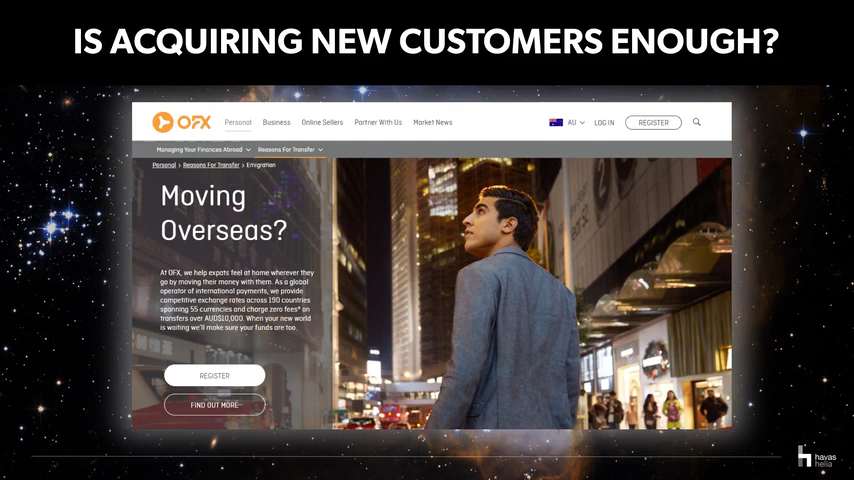 IS ACQUIRING NEW CUSTOMERS ENOUGH?
OFX Personal Business Online Sellers Partner With Us Market News AU LOG IN REGISTER
Managing Your Finances Abroad Reasons For Transfer
Personal > Reasons For Transfer > Emigration
Moving
Overseas?
At OFX, we help expats feel at home wherever they
go by moving their money with them. As a global
operator of international payments, we provide
competitive exchange rates across 190 countries
spanning 55 currencies and charge zero fees* on
transfers over AUD$10,000. When your new world
is waiting we'll make sure your funds are too.
REGISTER
FIND OUT MORE
havas
helia